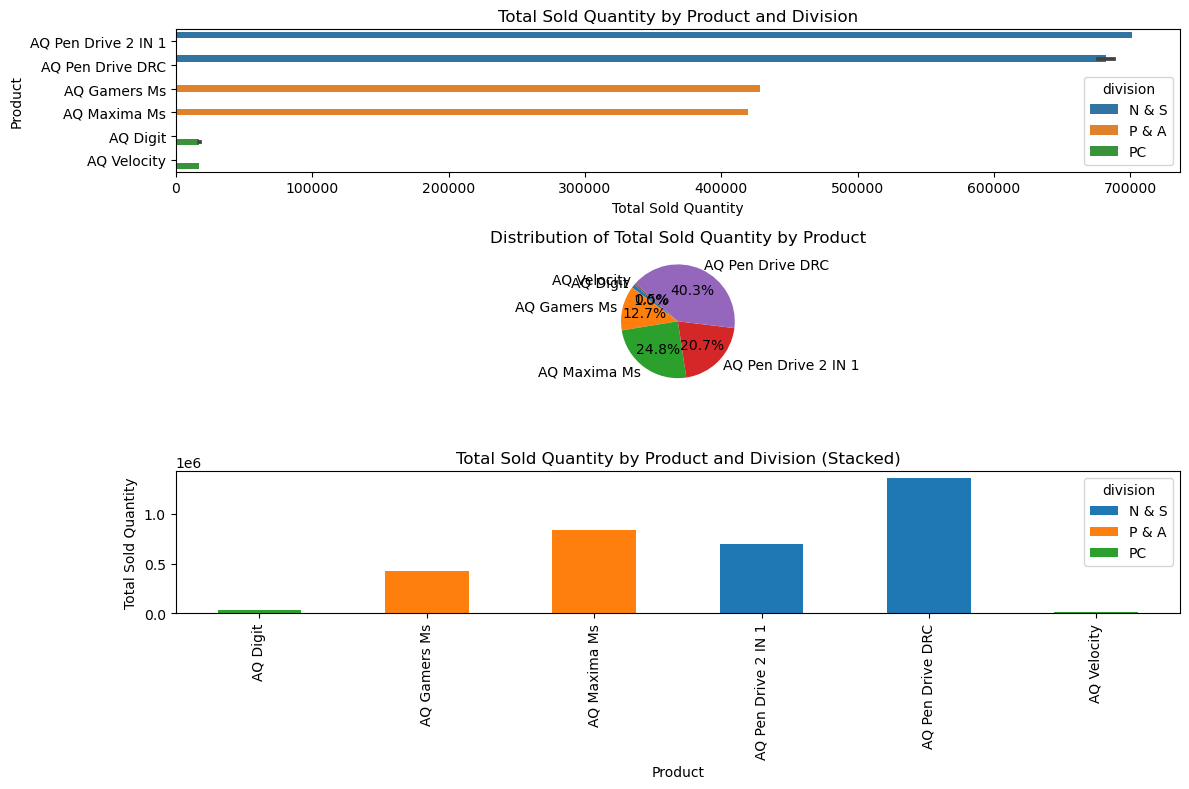 Total Sold Quantity by Product and Division
Product
AQ Pen Drive 2 IN 1
AQ Pen Drive DRC
AQ Gamers Ms
AQ Maxima Ms
AQ Digit
AQ Velocity
division
N & S
P & A
PC
0 100000 200000 300000 400000 500000 600000 700000
Total Sold Quantity
Distribution of Total Sold Quantity by Product
AQ Pen Drive DRC
40.3%
AQ Velocity
AQ Digit
1.0%
AQ Gamers Ms
12.7%
24.8%
20.7%
AQ Maxima Ms
AQ Pen Drive 2 IN 1
Total Sold Quantity by Product and Division (Stacked)
1e6
Total Sold Quantity
1.0
0.5
0.0
division
N & S
P & A
PC
AQ Digit
AQ Gamers Ms
AQ Maxima Ms
AQ Pen Drive 2 IN 1
AQ Pen Drive DRC
AQ Velocity
Product